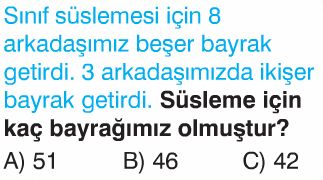 Sınıf süslemesi için 8
arkadaşımız beşer bayrak
getirdi. 3 arkadaşımızda ikişer
bayrak getirdi. Süsleme için
kaç bayrağımız olmuştur?
A) 51 B) 46 C) 42